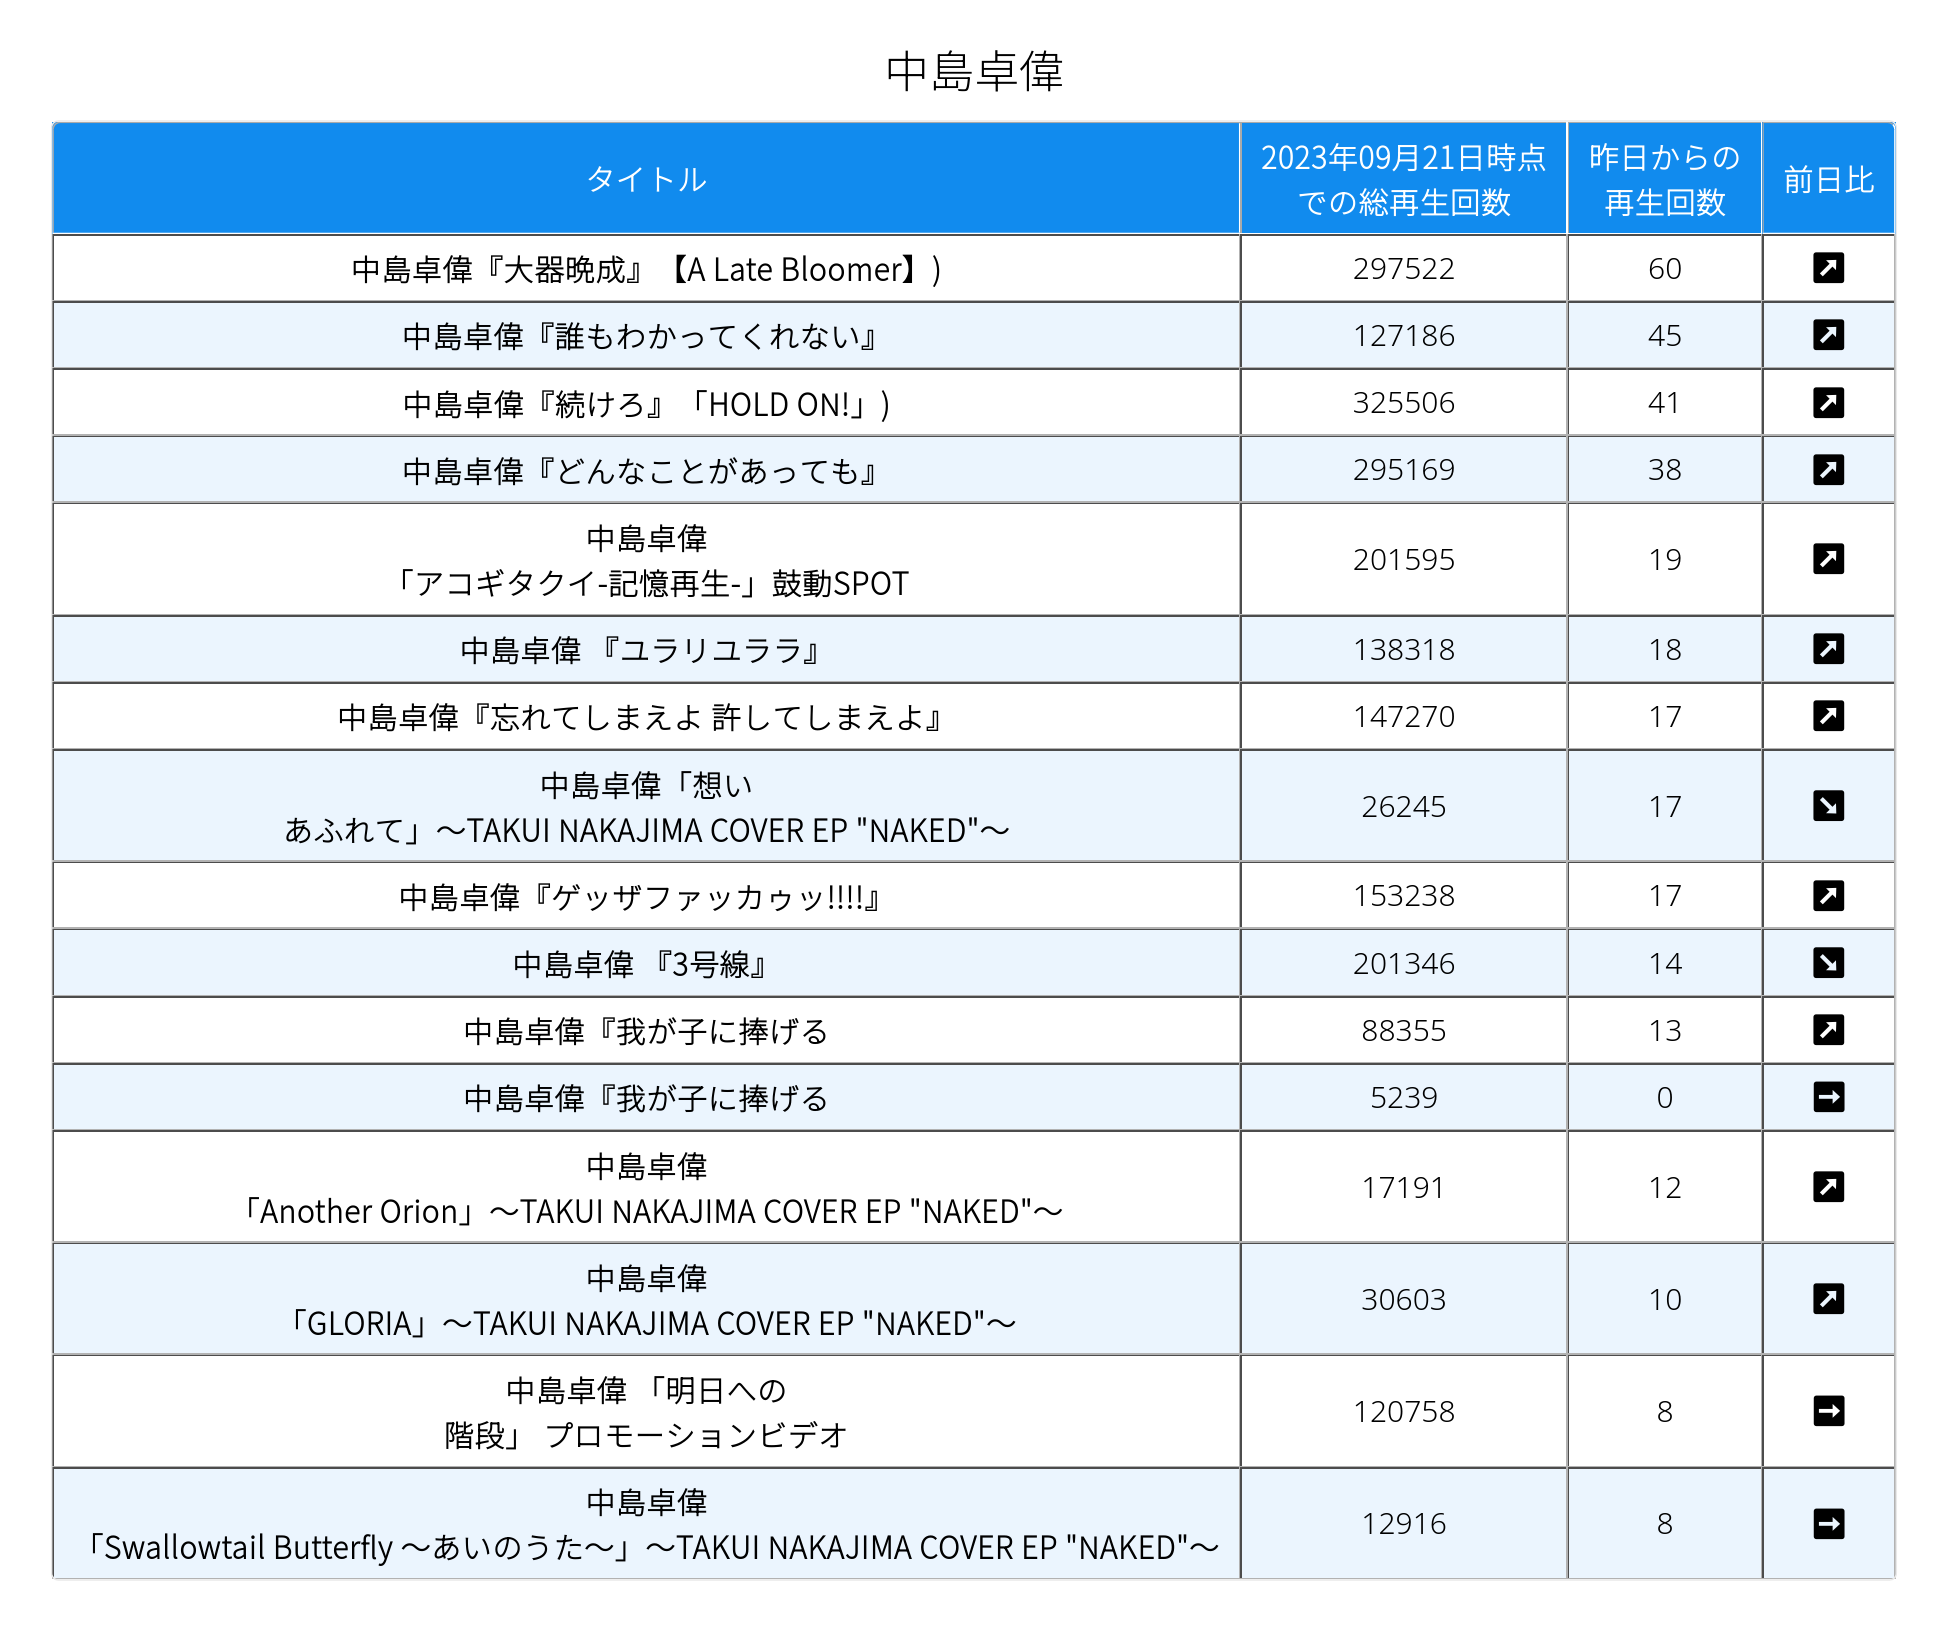 中島卓偉
タイトル
2023年09月21日時点
での総再生回数
昨日からの
再生回数
前日比
中島卓偉『大器晩成』【A Late Bloomer】)
297522
60
中島卓偉『誰もわかってくれない』
127186
45
中島卓偉『続けろ』「HOLD ON!」)
325506
41
中島卓偉『どんなことがあっても』
295169
38
中島卓偉
「アコギタクイ-記憶再生-」鼓動SPOT
201595
19
中島卓偉 『ユラリユララ』
138318
18
中島卓偉『忘れてしまえよ 許してしまえよ』
147270
17
中島卓偉「想い
あふれて」～TAKUI NAKAJIMA COVER EP "NAKED"～
26245
17
中島卓偉『ゲッザファッカゥッ!!!!』
153238
17
中島卓偉 『3号線』
201346
14
中島卓偉『我が子に捧げる
88355
13
中島卓偉『我が子に捧げる
5239
0
中島卓偉
「Another Orion」～TAKUI NAKAJIMA COVER EP "NAKED"～
17191
12
中島卓偉
「GLORIA」～TAKUI NAKAJIMA COVER EP "NAKED"～
30603
10
中島卓偉 「明日への
階段」 プロモーションビデオ
120758
8
中島卓偉
「Swallowtail Butterfly ～あいのうた～」～TAKUI NAKAJIMA COVER EP "NAKED"～
12916
8